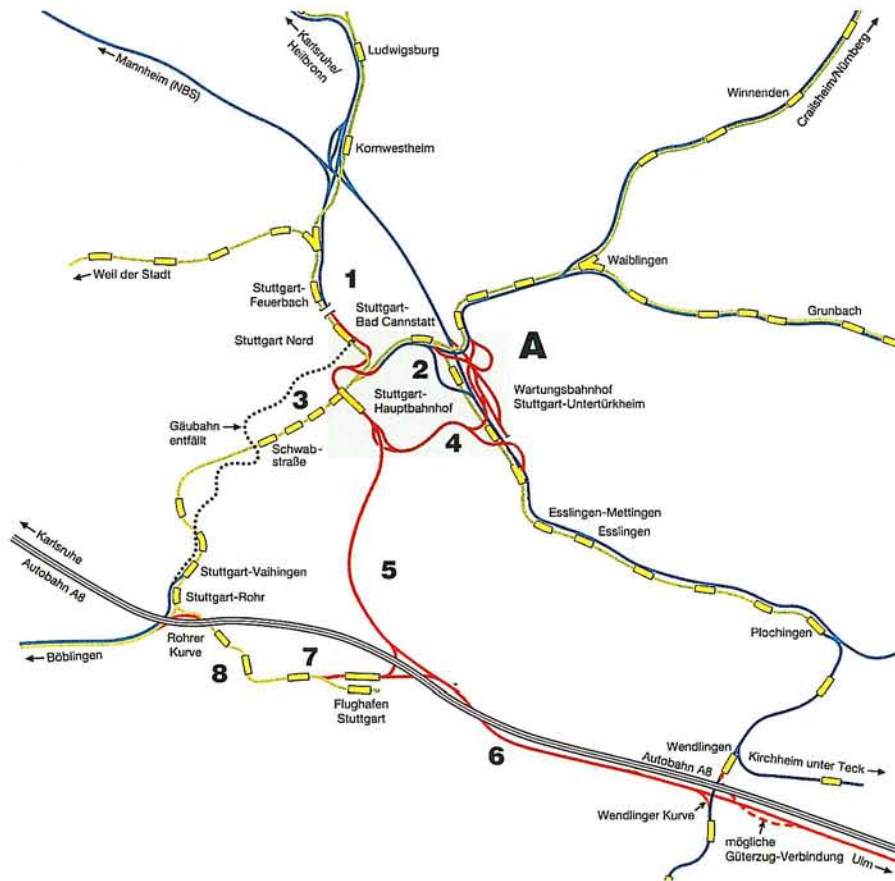 ← Mannheim (NBS)
← Karlsruhe/
Heilbronn
Ludwigsburg
Kornwestheim
Winnenden
Crailsheim/Nürnberg →
← Weil der Stadt
1
Stuttgart-
Feuerbach
Stuttgart-
Bad Cannstatt
Waiblingen
Grunbach
Stuttgart Nord
A
2
3
Stuttgart-
Hauptbahnhof
Wartungsbahnhof
Stuttgart-Untertürkheim
Gäubahn→
entfällt
Schwab-
straße
4
Esslingen-Mettingen
Esslingen
← Karlsruhe
Autobahn A8
Stuttgart-Vaihingen
5
Stuttgart-Rohr
Rohrer
Kurve
← Böblingen
Plochingen
8
7
Flughafen
Stuttgart
6
Wendlingen
Autobahn A8
Kirchheim unter Teck →
Wendlinger Kurve
mögliche
Güterzug-Verbindung
Ulm →